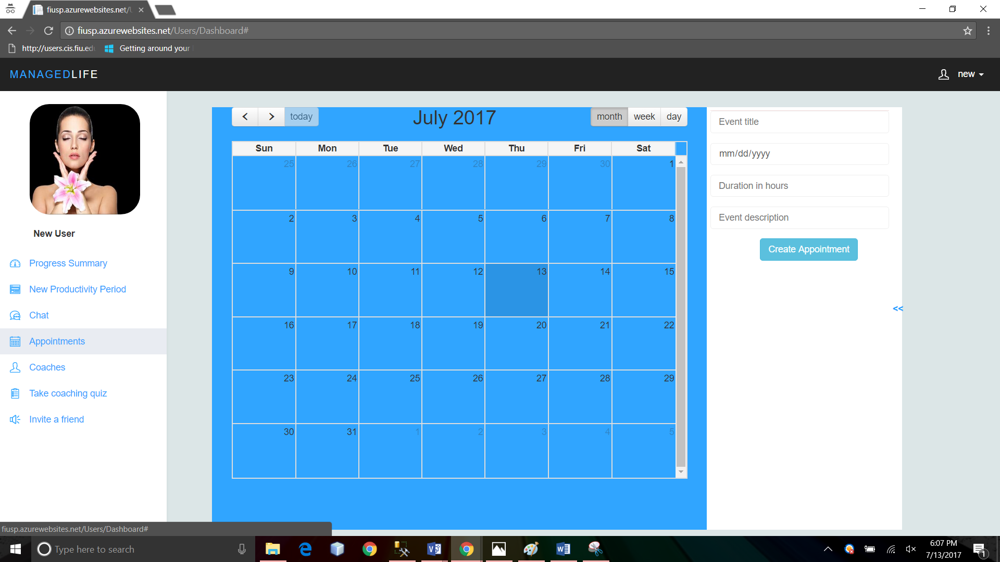 fiusp.azurewebsites.net/
fiusp.azurewebsites.net/Users/Dashboard#
http://users.cis.fiu.ed
Getting around your
MANAGEDLIFE
new
New User
Progress Summary
New Productivity Period
Chat
Appointments
Coaches
Take coaching quiz
Invite a friend
< > today
July 2017
month week day
Sun Mon Tue Wed Thu Fri Sat
25 26 27 28 29 30 1
2 3 4 5 6 7 8
9 10 11 12 13 14 15
16 17 18 19 20 21 22
23 24 25 26 27 28 29
30 31 1 2 3 4 5
Event title
mm/dd/yyyy
Duration in hours
Event description
Create Appointment
<<
fiusp.azurewebsites.net/Users/Dashboard#
Type here to search
6:07 PM
7/13/2017
1